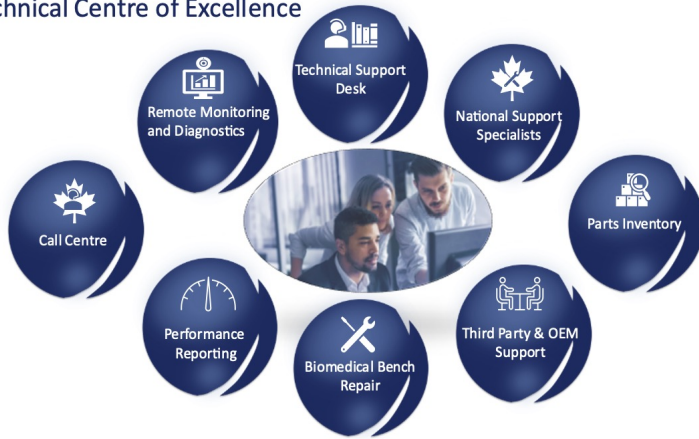 chnical Centre of Excellence
Technical Support
Desk
Remote Monitoring
and Diagnostics
National Support
Specialists
Call Centre
Parts Inventory
Performance
Reporting
Third Party & OEM
Support
Biomedical Bench
Repair